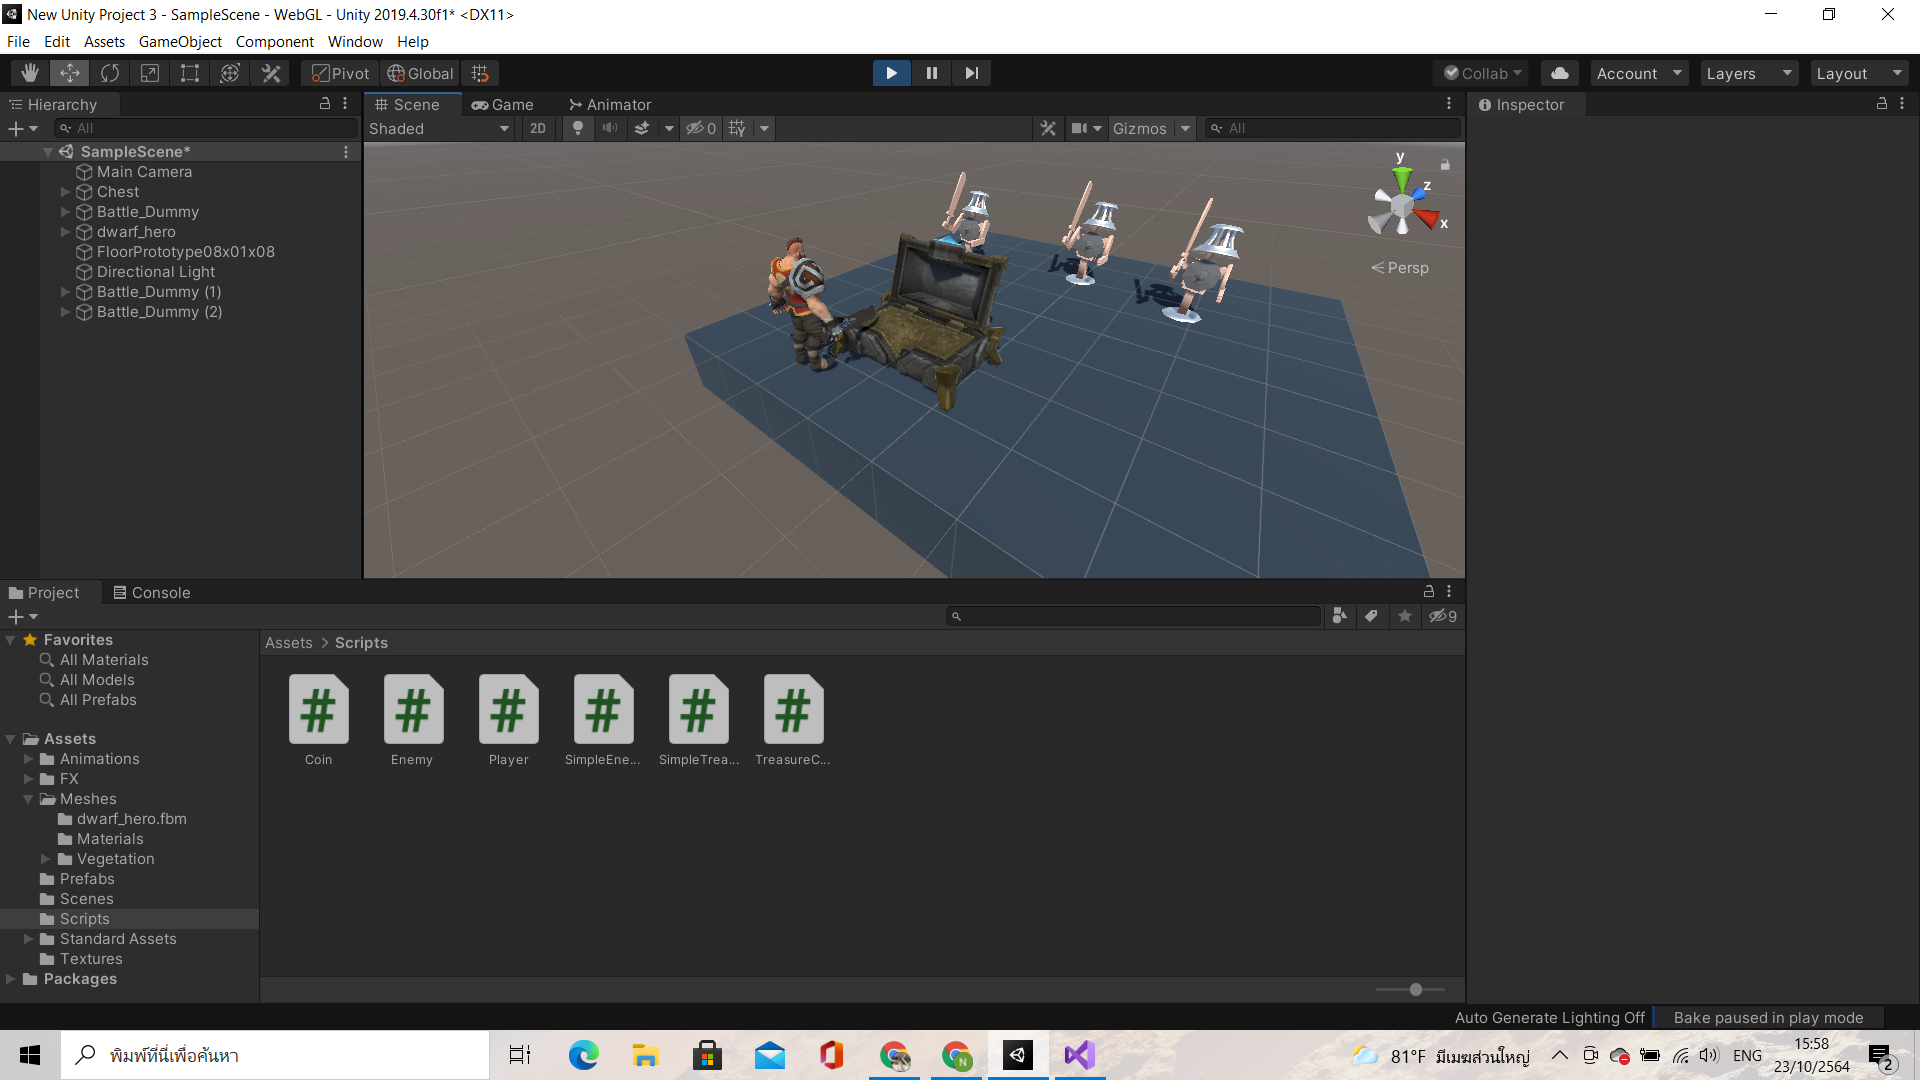 New Unity Project 3 - SampleScene - WebGL - Unity 2019.4.30f1* <DX11>
File Edit Assets GameObject Component Window Help
Pivot Global Collab Account Layers Layout
Hierarchy
All
SampleScene*
Main Camera
Chest
Battle_Dummy
dwarf_hero
FloorPrototype08x01x08
Directional Light
Battle_Dummy (1)
Battle_Dummy (2)
Scene Game Animator
Shaded 2D 0 Gizmos All
y
z
x
Persp
Inspector
Project Console
9
Favorites
All Materials
All Models
All Prefabs
Assets
Animations
FX
Meshes
dwarf_hero.fbm
Materials
Vegetation
Prefabs
Scenes
Scripts
Standard Assets
Textures
Packages
Assets > Scripts
Coin Enemy Player SimpleEne... SimpleTrea... TreasureC...
Auto Generate Lighting Off Bake paused in play mode
พิมพ์ที่นี่เพื่อค้นหา
N
81°F มีเมฆส่วนใหญ่ ENG
15:58
23/10/2564
2